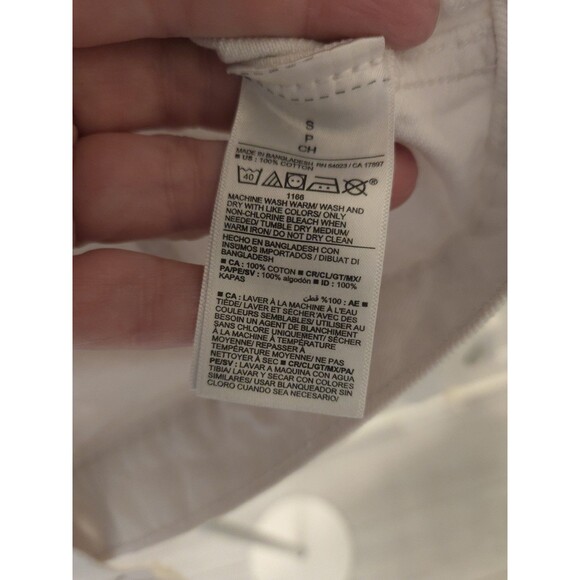 S
P
CH
MADE IN BANGLADESH RN 54023 / CA 17897
■ US : 100% COTTON
40
1166
MACHINE WASH WARM/ WASH AND
DRY WITH LIKE COLORS/ ONLY
NON-CHLORINE BLEACH WHEN
NEEDED/ TUMBLE DRY MEDIUM/
WARM IRON/ DO NOT DRY CLEAN
HECHO EN BANGLADESH CON
INSUMOS IMPORTADOS / DIBUAT DI
BANGLADESH
■ CA : 100% COTTON ■ CR/CL/GT/MX/
PA/PE/SV : 100% algodón ■ ID : 100%
KAPAS
■ AE : 100% قطن
■ CA : LAVER À LA MACHINE À L'EAU
TIÈDE/ LAVER ET SÉCHER AVEC DES
COULEURS SEMBLABLES/ UTILISER AU
BESOIN UN AGENT DE BLANCHIMENT
SANS CHLORE UNIQUEMENT/ SÉCHER
À LA MACHINE À TEMPÉRATURE
MOYENNE/ REPASSER À
TEMPÉRATURE MOYENNE/ NE PAS
NETTOYER À SEC ■ CR/CL/GT/MX/PA/
PE/SV : LAVAR A MAQUINA CON AGUA
TIBIA/ LAVAR Y SECAR CON COLORES
SIMILARES/ USAR BLANQUEADOR SIN
CLORO CUANDO SEA NECESARIO/